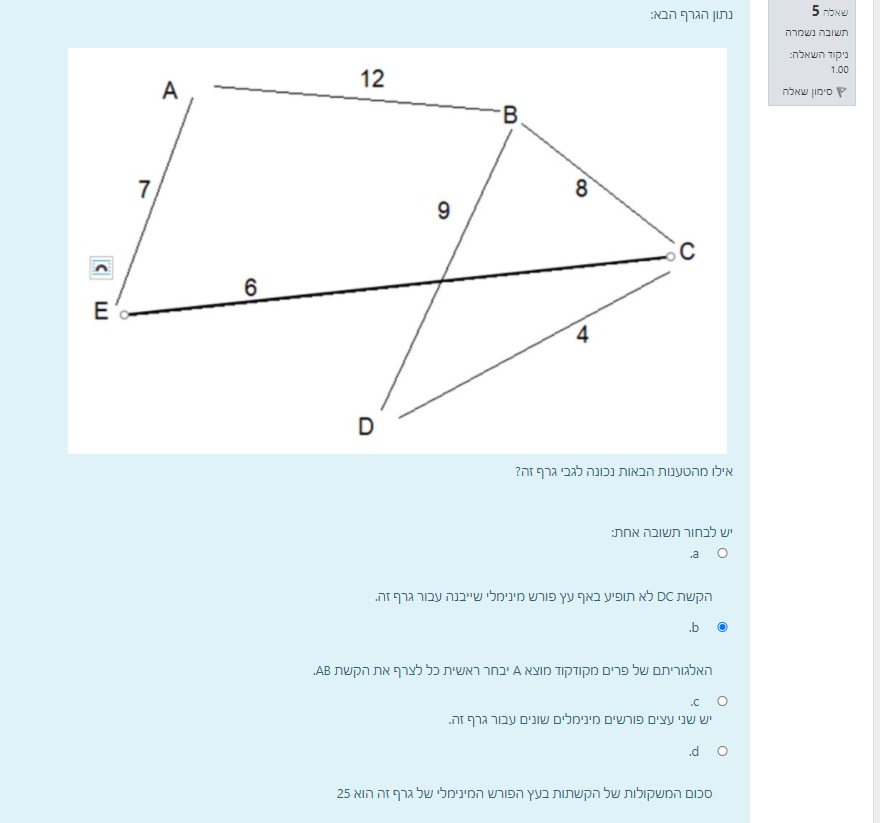 שאלה 5
תשובה נשמרה
ניקוד השאלה:
1.00
סימון שאלה
נתון הגרף הבא:
12
A
B
7
8
9
C
6
E
4
D
אילו מהטענות הבאות נכונה לגבי גרף זה?
יש לבחור תשובה אחת:
a.
הקשת DC לא תופיע באף עץ פורש מינימלי שייבנה עבור גרף זה.
b.
האלגוריתם של פרים מקודקוד מוצא A יבחר ראשית כל לצרף את הקשת AB.
c.
יש שני עצים פורשים מינימלים שונים עבור גרף זה.
d.
סכום המשקולות של הקשתות בעץ הפורש המינימלי של גרף זה הוא 25